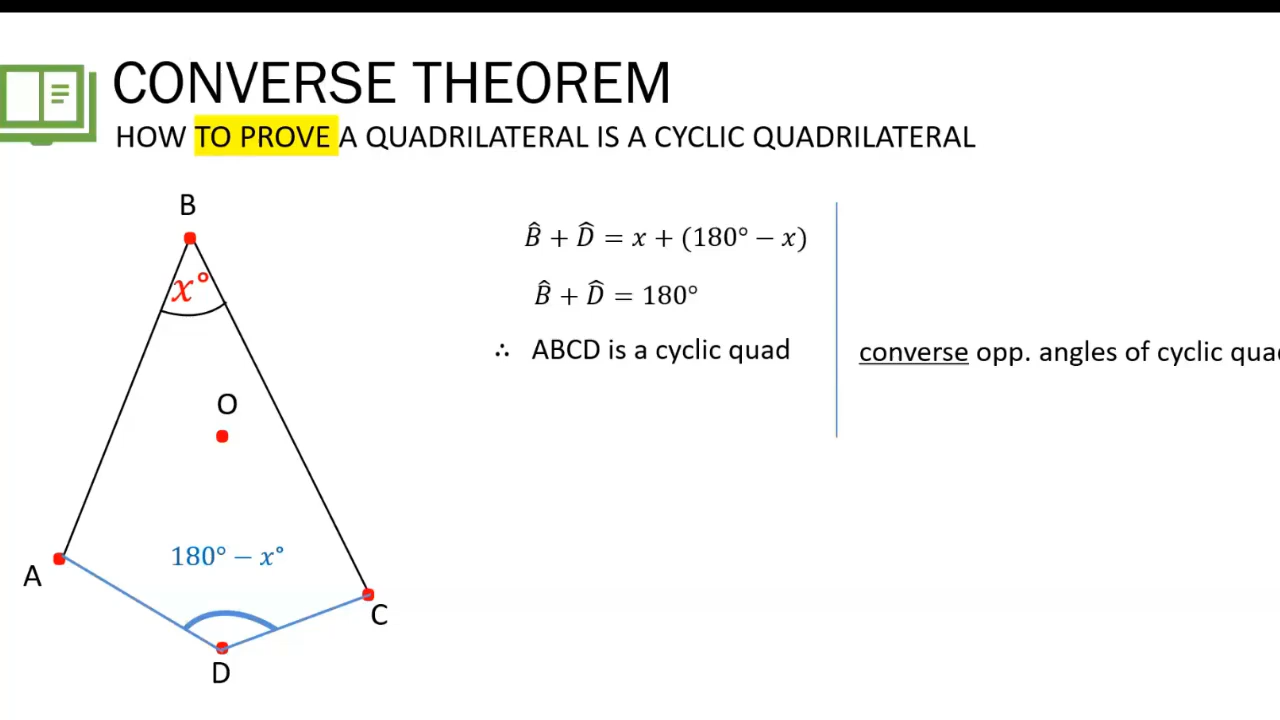 CONVERSE THEOREM
HOW TO PROVE A QUADRILATERAL IS A CYCLIC QUADRILATERAL
B
x°
O
180° − x°
A
C
D
B̂ + D̂ = x + (180° − x)
B̂ + D̂ = 180°
∴ ABCD is a cyclic quad
converse opp. angles of cyclic